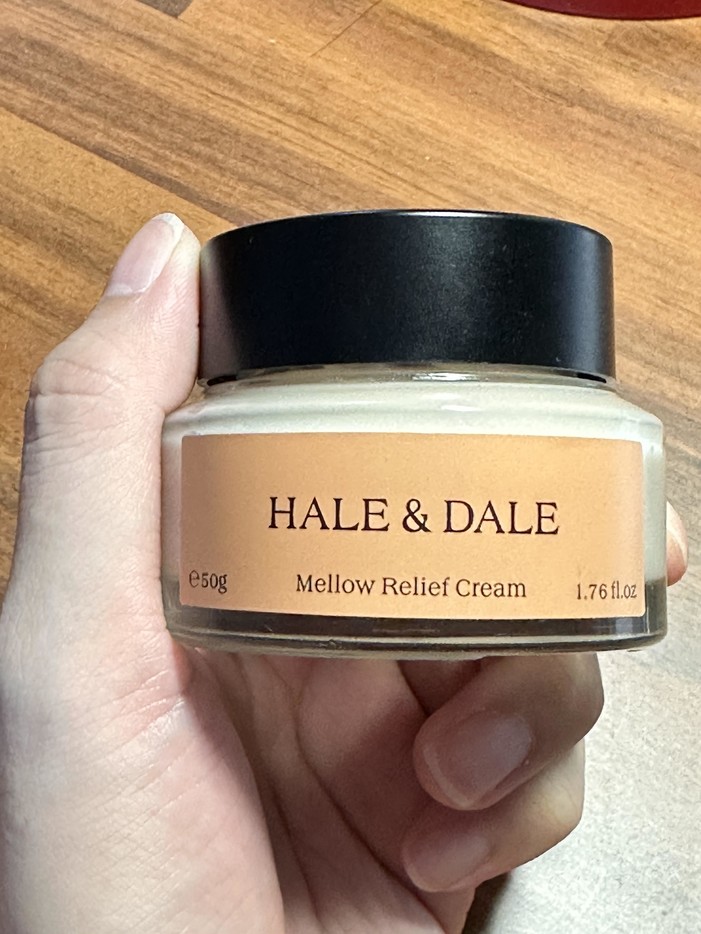 HALE & DALE
℮50g Mellow Relief Cream 1.76 fl.oz